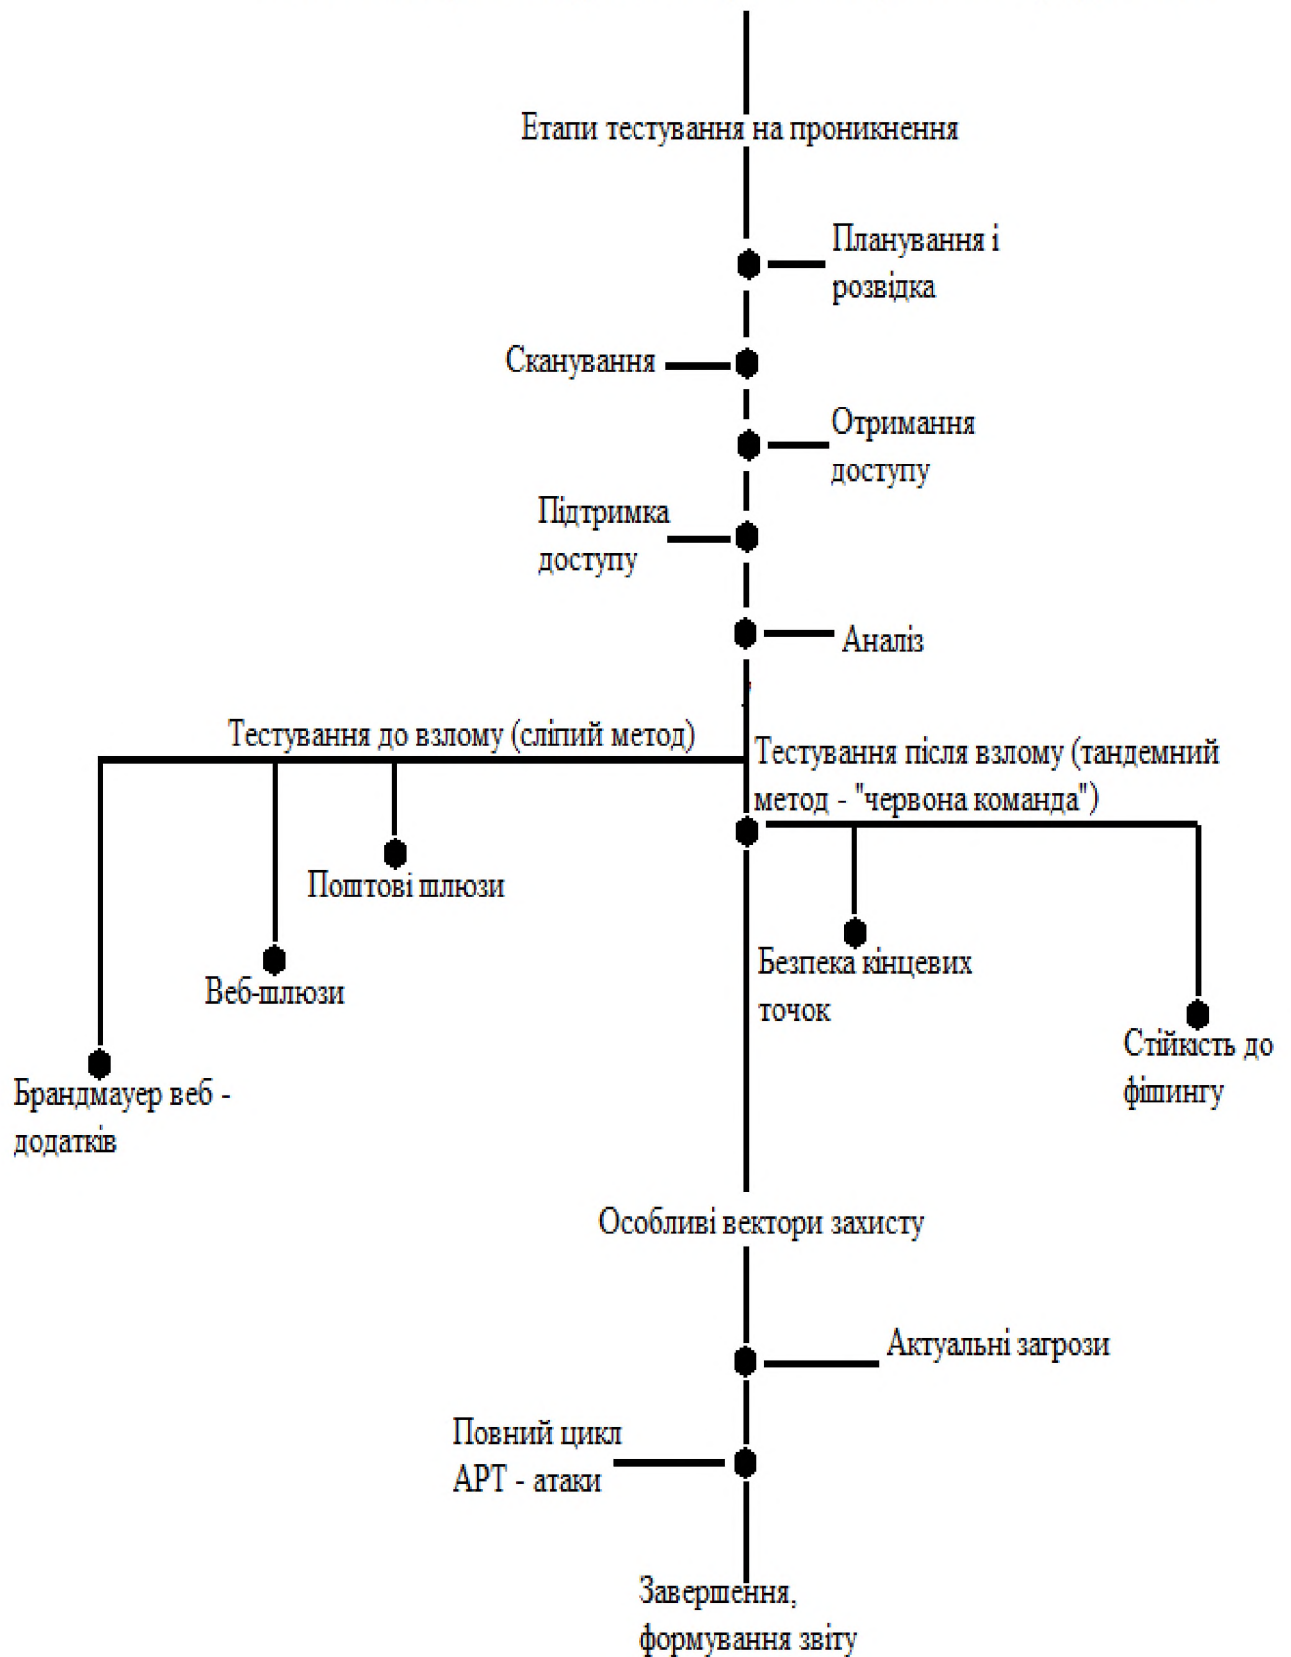 Етапи тестування на проникнення
Планування і
розвідка
Сканування
Отримання
доступу
Підтримка
доступу
Аналіз
Тестування до взлому (сліпий метод)
Тестування після взлому (тандемний
метод - "червона команда")
Поштові шлюзи
Веб-шлюзи
Безпека кінцевих
точок
Стійкість до
фішингу
Брандмауер веб -
додатків
Особливі вектори захисту
Актуальні загрози
Повний цикл
АРТ - атаки
Завершення,
формування звіту